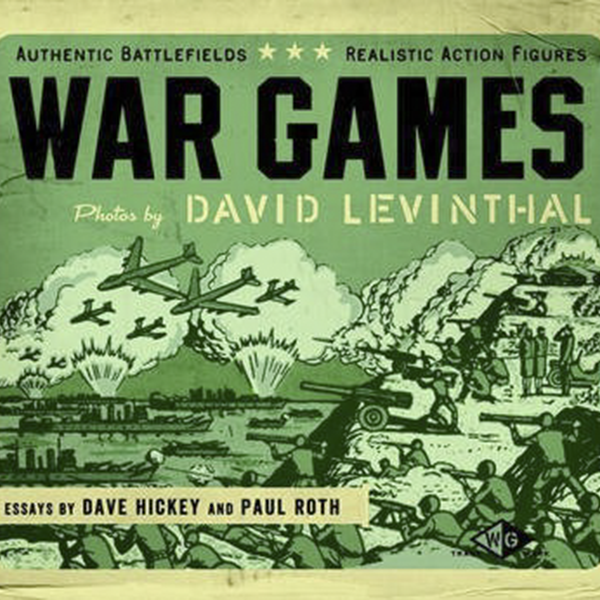 AUTHENTIC BATTLEFIELDS ★ ★ ★ REALISTIC ACTION FIGURES
WAR GAMES
Photos by DAVID LEVINTHAL
ESSAYS BY DAVE HICKEY AND PAUL ROTH
WG